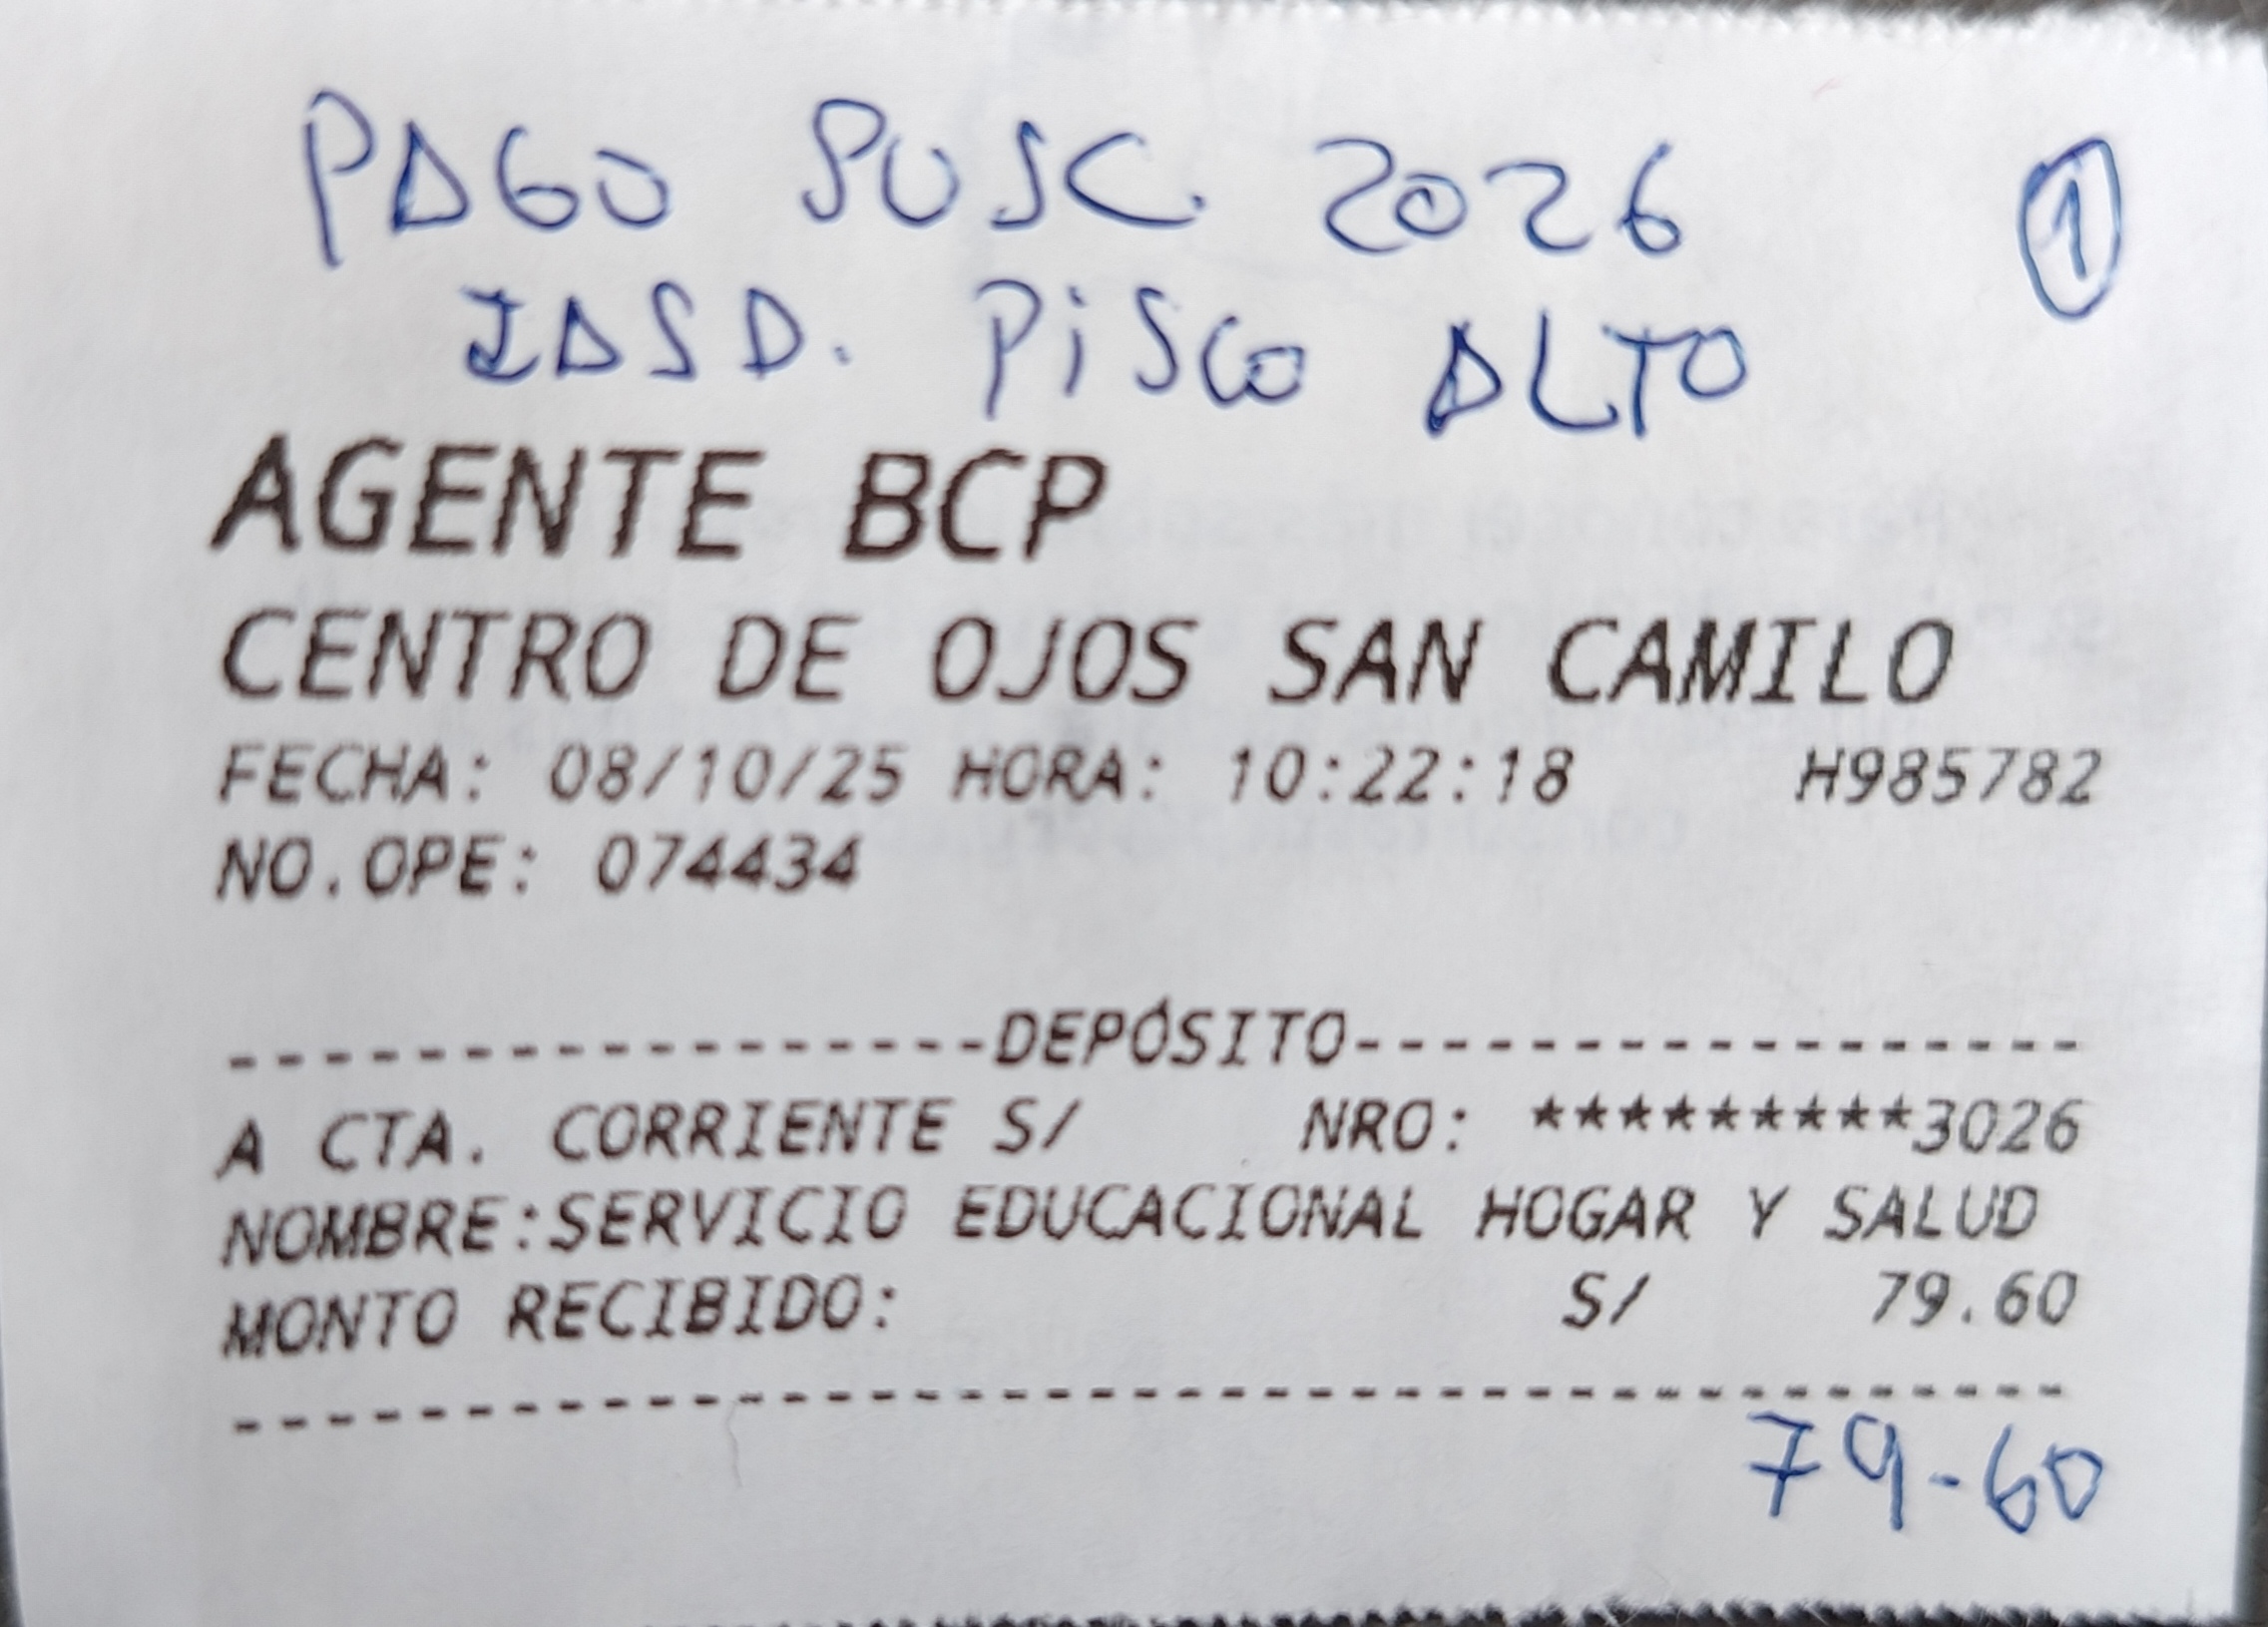 PAGO SUSC. 2026 1
IASD. PiSCO ALTO
AGENTE BCP
CENTRO DE OJOS SAN CAMILO
FECHA: 08/10/25 HORA: 10:22:18 H985782
NO.OPE: 074434
-------------------DEPÓSITO-------------------
A CTA. CORRIENTE S/ NRO: *********3026
NOMBRE:SERVICIO EDUCACIONAL HOGAR Y SALUD
MONTO RECIBIDO: S/ 79.60
79-60